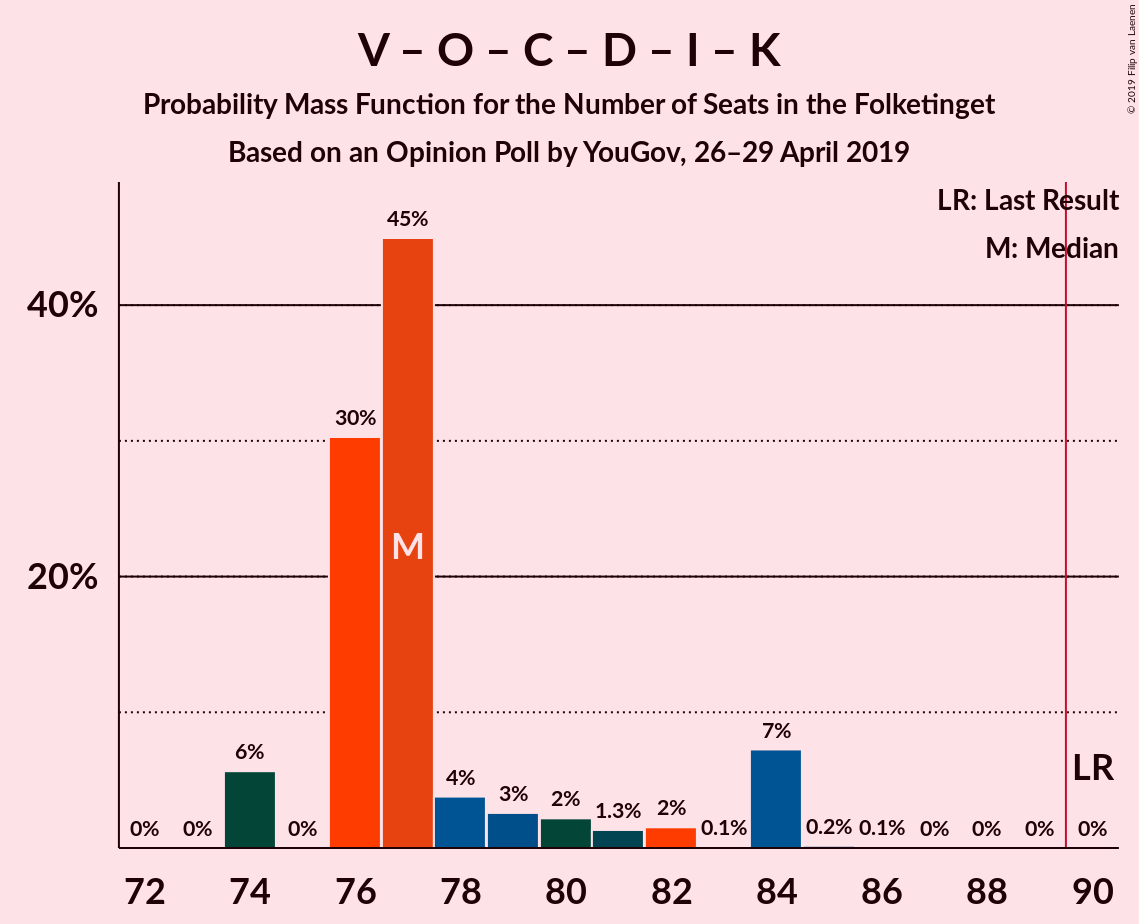 V – O – C – D – I – K
Probability Mass Function for the Number of Seats in the Folketinget
Based on an Opinion Poll by YouGov, 26–29 April 2019
© 2019 Filip van Laenen
LR: Last Result
M: Median
45%
40%
30%
M
20%
7%
6%
LR
4%
3%
2%
1.3%
2%
0% 0% 0% 0.1% 0.2% 0.1% 0% 0% 0% 0%
72 74 76 78 80 82 84 86 88 90